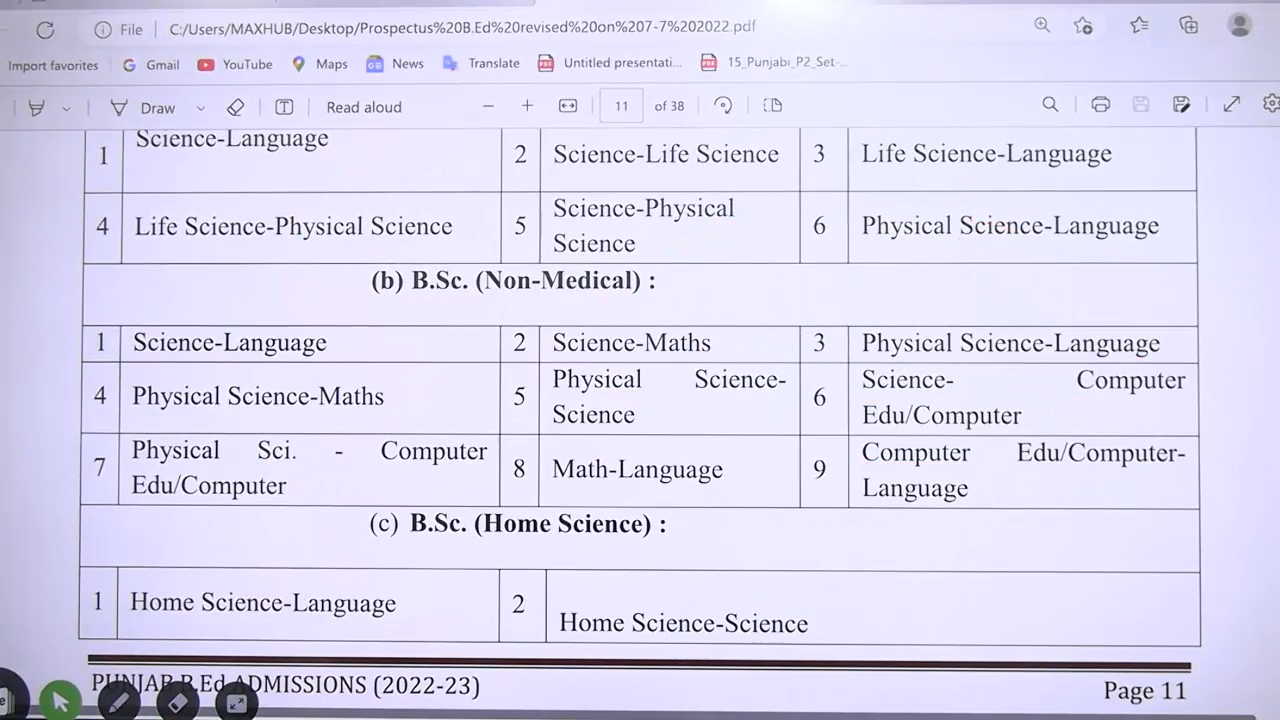 File C:/Users/MAXHUB/Desktop/Prospectus%20B.Ed%20revised%20on%207-7%202022.pdf
Import favorites Gmail YouTube Maps News Translate Untitled presentati... 15_Punjabi_P2_Set-...
Draw Read aloud 11 of 38
1 Science-Language 2 Science-Life Science 3 Life Science-Language
4 Life Science-Physical Science 5 Science-Physical Science 6 Physical Science-Language
(b) B.Sc. (Non-Medical) :
1 Science-Language 2 Science-Maths 3 Physical Science-Language
4 Physical Science-Maths 5 Physical Science-Science 6 Science- Computer Edu/Computer
7 Physical Sci. - Computer Edu/Computer 8 Math-Language 9 Computer Edu/Computer-Language
(c) B.Sc. (Home Science) :
1 Home Science-Language 2 Home Science-Science
PUNJAB B.Ed ADMISSIONS (2022-23)
Page 11